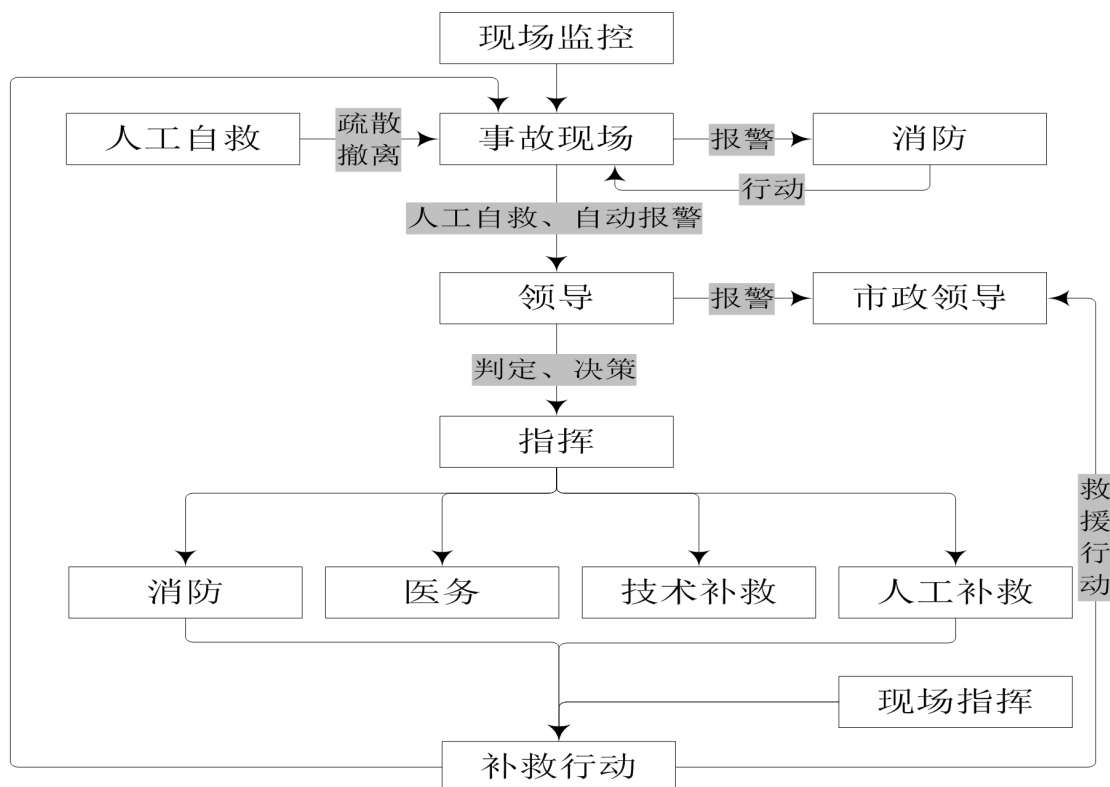 现场监控
人工自救
疏散
撤离
事故现场
报警
消防
行动
人工自救、自动报警
领导
报警
市政领导
判定、决策
指挥
救
援
行
动
消防
医务
技术补救
人工补救
现场指挥
补救行动